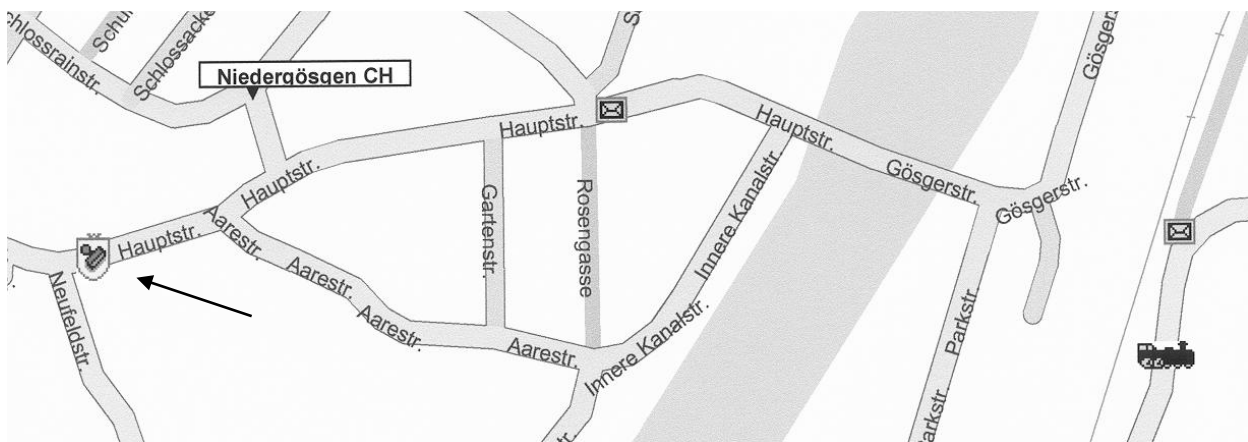 Schlossrainstr.
Schlossacke
Gösgers
Niedergösgen CH
Hauptstr.
Hauptstr.
Hauptstr.
Hauptstr.
Gösgerstr.
Gösgerstr.
Aarestr.
Aarestr.
Aarestr.
Aarestr.
Gartenstr.
Rosengasse
Innere Kanalstr.
Innere Kanalstr.
Neufeldstr.
Parkstr.
Parkstr.